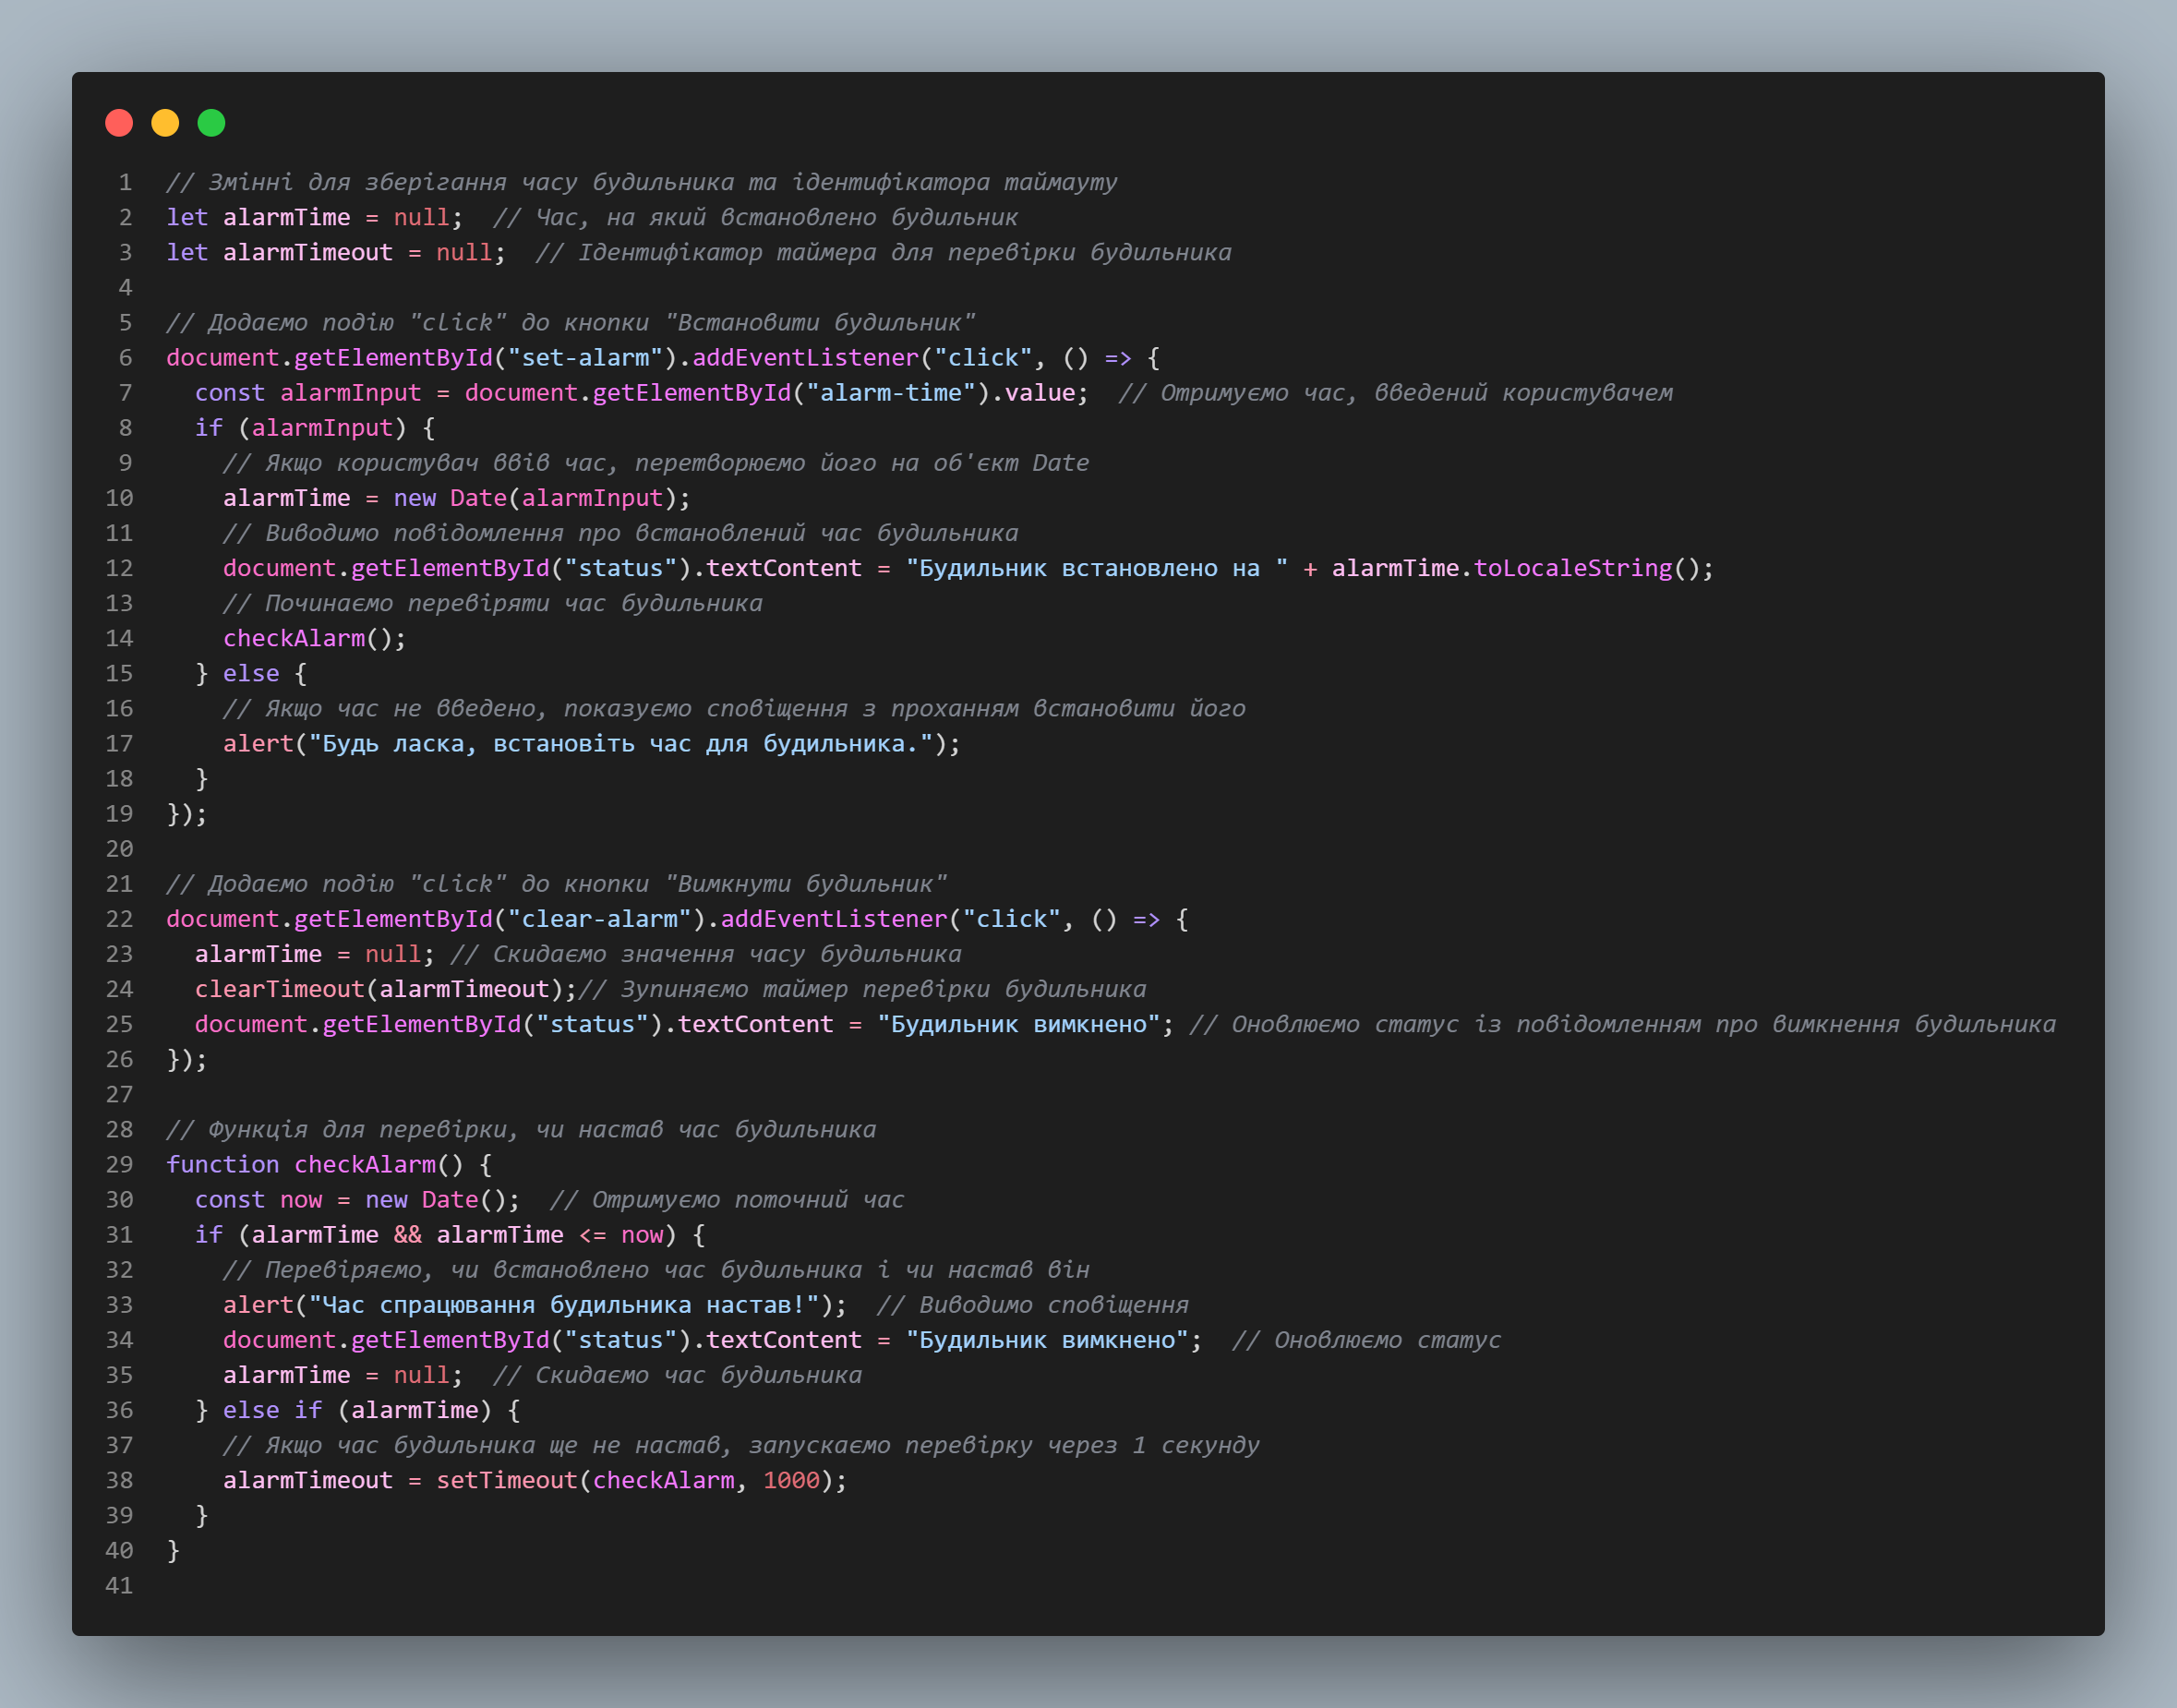 1 // Змінні для зберігання часу будильника та ідентифікатора таймауту
2 let alarmTime = null;  // Час, на який встановлено будильник
3 let alarmTimeout = null;  // Ідентифікатор таймера для перевірки будильника
4
5 // Додаємо подію "click" до кнопки "Встановити будильник"
6 document.getElementById("set-alarm").addEventListener("click", () => {
7   const alarmInput = document.getElementById("alarm-time").value;  // Отримуємо час, введений користувачем
8   if (alarmInput) {
9     // Якщо користувач ввів час, перетворюємо його на об'єкт Date
10     alarmTime = new Date(alarmInput);
11     // Виводимо повідомлення про встановлений час будильника
12     document.getElementById("status").textContent = "Будильник встановлено на " + alarmTime.toLocaleString();
13     // Починаємо перевіряти час будильника
14     checkAlarm();
15   } else {
16     // Якщо час не введено, показуємо сповіщення з проханням встановити його
17     alert("Будь ласка, встановіть час для будильника.");
18   }
19 });
20
21 // Додаємо подію "click" до кнопки "Вимкнути будильник"
22 document.getElementById("clear-alarm").addEventListener("click", () => {
23   alarmTime = null; // Скидаємо значення часу будильника
24   clearTimeout(alarmTimeout);// Зупиняємо таймер перевірки будильника
25   document.getElementById("status").textContent = "Будильник вимкнено"; // Оновлюємо статус із повідомленням про вимкнення будильника
26 });
27
28 // Функція для перевірки, чи настав час будильника
29 function checkAlarm() {
30   const now = new Date();  // Отримуємо поточний час
31   if (alarmTime && alarmTime <= now) {
32     // Перевіряємо, чи встановлено час будильника і чи настав він
33     alert("Час спрацювання будильника настав!");  // Виводимо сповіщення
34     document.getElementById("status").textContent = "Будильник вимкнено";  // Оновлюємо статус
35     alarmTime = null;  // Скидаємо час будильника
36   } else if (alarmTime) {
37     // Якщо час будильника ще не настав, запускаємо перевірку через 1 секунду
38     alarmTimeout = setTimeout(checkAlarm, 1000);
39   }
40 }
41